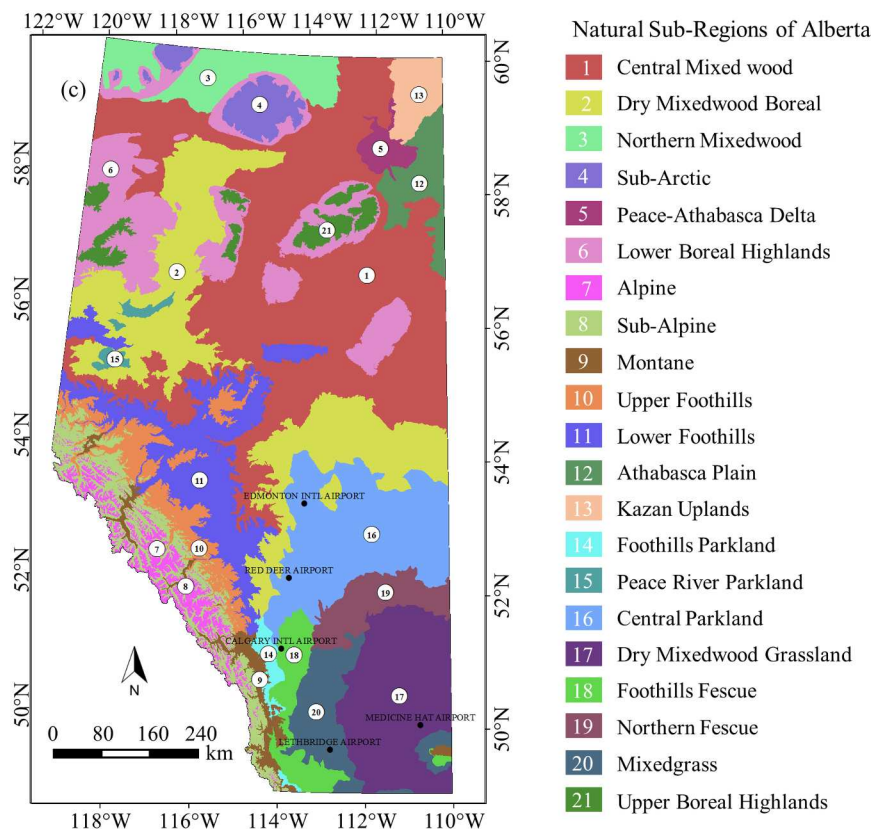 122°W 120°W 118°W 116°W 114°W 112°W 110°W
(c)
60°N
58°N
56°N
54°N
52°N
50°N
58°N
56°N
54°N
52°N
50°N
60°N
3
4
13
5
6
12
21
2
1
15
11
EDMONTON INTL AIRPORT
16
10
7
RED DEER AIRPORT
8
19
CALGARY INTL AIRPORT
14
18
9
17
20
MEDICINE HAT AIRPORT
LETHBRIDGE AIRPORT
N
0 80 160 240
km
118°W 116°W 114°W 112°W 110°W
Natural Sub-Regions of Alberta
1 Central Mixed wood
2 Dry Mixedwood Boreal
3 Northern Mixedwood
4 Sub-Arctic
5 Peace-Athabasca Delta
6 Lower Boreal Highlands
7 Alpine
8 Sub-Alpine
9 Montane
10 Upper Foothills
11 Lower Foothills
12 Athabasca Plain
13 Kazan Uplands
14 Foothills Parkland
15 Peace River Parkland
16 Central Parkland
17 Dry Mixedwood Grassland
18 Foothills Fescue
19 Northern Fescue
20 Mixedgrass
21 Upper Boreal Highlands